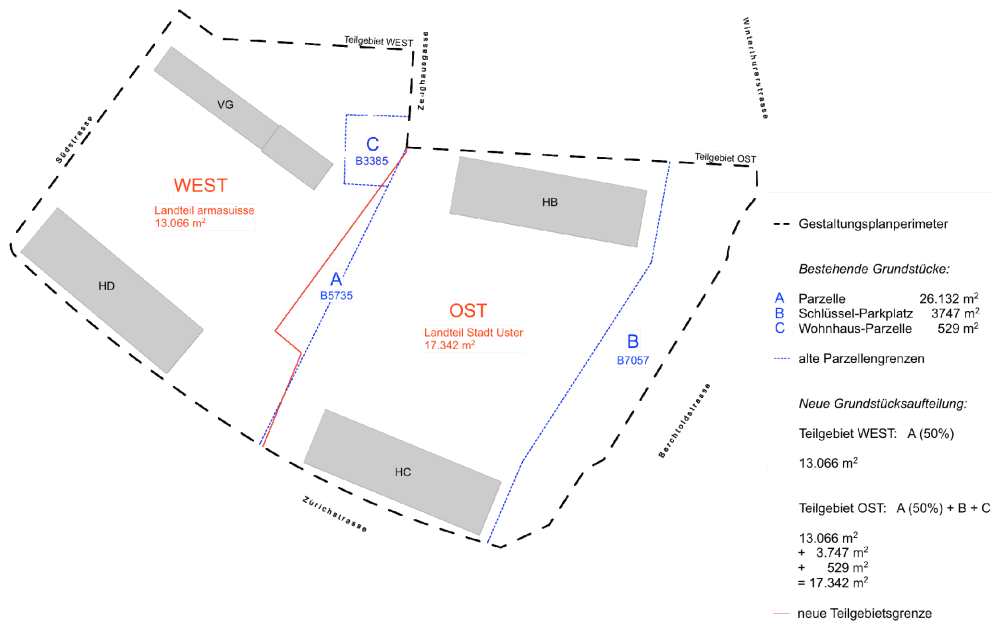 Teilgebiet WEST
Zeughausgasse
Winterthurerstrasse
VG
Südstrasse
C
B3385
Teilgebiet OST
WEST
Landteil armasuisse
13.066 m²
HB
HD
A
B5735
OST
Landteil Stadt Uster
17.342 m²
B
B7057
Berchtoldstrasse
HC
Zürichstrasse
Gestaltungsplanperimeter
Bestehende Grundstücke:
A Parzelle 26.132 m²
B Schlüssel-Parkplatz 3747 m²
C Wohnhaus-Parzelle 529 m²
alte Parzellengrenzen
Neue Grundstücksaufteilung:
Teilgebiet WEST: A (50%)
13.066 m²
Teilgebiet OST: A (50%) + B + C
13.066 m²
+ 3.747 m²
+ 529 m²
= 17.342 m²
neue Teilgebietsgrenze